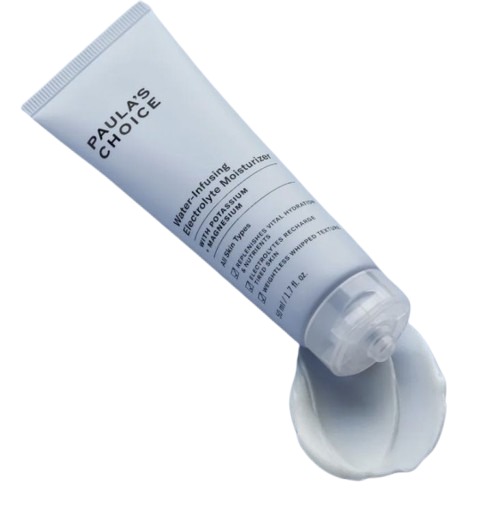 PAULA'S
CHOICE
Water-Infusing
Electrolyte Moisturizer
WITH POTASSIUM
+ MAGNESIUM
All Skin Types
REPLENISHES VITAL HYDRATION
& NUTRIENTS
ELECTROLYTES RECHARGE
TIRED SKIN
WEIGHTLESS WHIPPED TEXTURE
50 ml / 1.7 fl. oz.